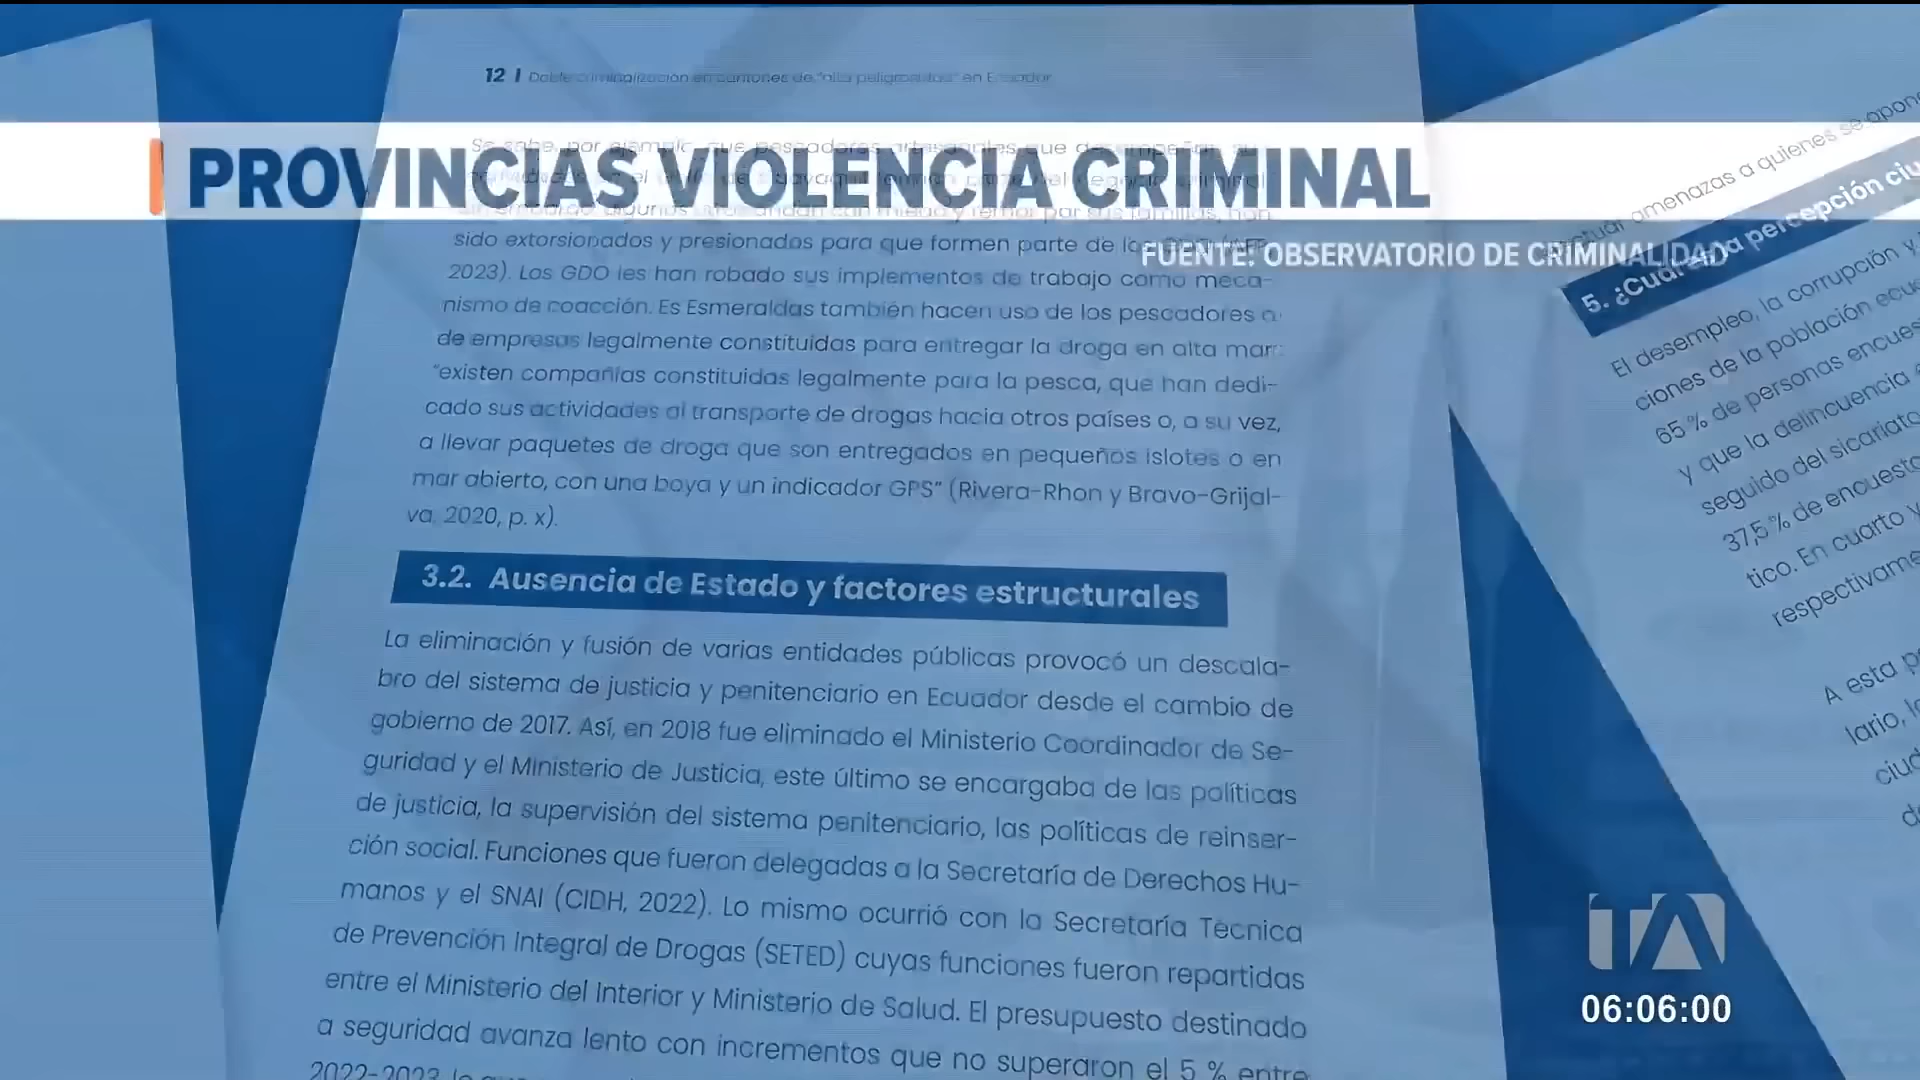 12 | Doble criminalización en cantones de "alta peligrosidad" en Ecuador
PROVINCIAS VIOLENCIA CRIMINAL
FUENTE: OBSERVATORIO DE CRIMINALIDAD
Se sabe, por ejemplo, que pescadores artesanales que
sido extorsionados y presionados para que formen parte de
2023). Los GDO les han robado sus implementos de trabajo como meca-
nismo de coacción. Es Esmeraldas también hacen uso de los pescadores o
de empresas legalmente constituidas para entregar la droga en alta mar:
"existen compañías constituidas legalmente para la pesca, que han dedi-
cado sus actividades al transporte de drogas hacia otros países o, a su vez,
a llevar paquetes de droga que son entregados en pequeños islotes o en
mar abierto, con una boya y un indicador GPS" (Rivera-Rhon y Bravo-Grijal-
va, 2020, p. x).
3.2. Ausencia de Estado y factores estructurales
La eliminación y fusión de varias entidades públicas provocó un descala-
bro del sistema de justicia y penitenciario en Ecuador desde el cambio de
gobierno de 2017. Así, en 2018 fue eliminado el Ministerio Coordinador de Se-
guridad y el Ministerio de Justicia, este último se encargaba de las políticas
de justicia, la supervisión del sistema penitenciario, las políticas de reinser-
ción social. Funciones que fueron delegadas a la Secretaría de Derechos Hu-
manos y el SNAI (CIDH, 2022). Lo mismo ocurrió con la Secretaría Técnica
de Prevención Integral de Drogas (SETED) cuyas funciones fueron repartidas
entre el Ministerio del Interior y Ministerio de Salud. El presupuesto destinado
a seguridad avanza lento con incrementos que no superaron el 5 % entre
2022-2023
amenazas a quienes se opon
5. ¿Cuál percepción ciu
El desempleo, la corrupción y
ciones de la población ecu
65 % de personas encues
y que la delincuencia
seguido del sicariato
37,5 % de encuest
tico. En cuarto y
respectivame
A esta p
lario, l
ciud
d
TA
06:06:00